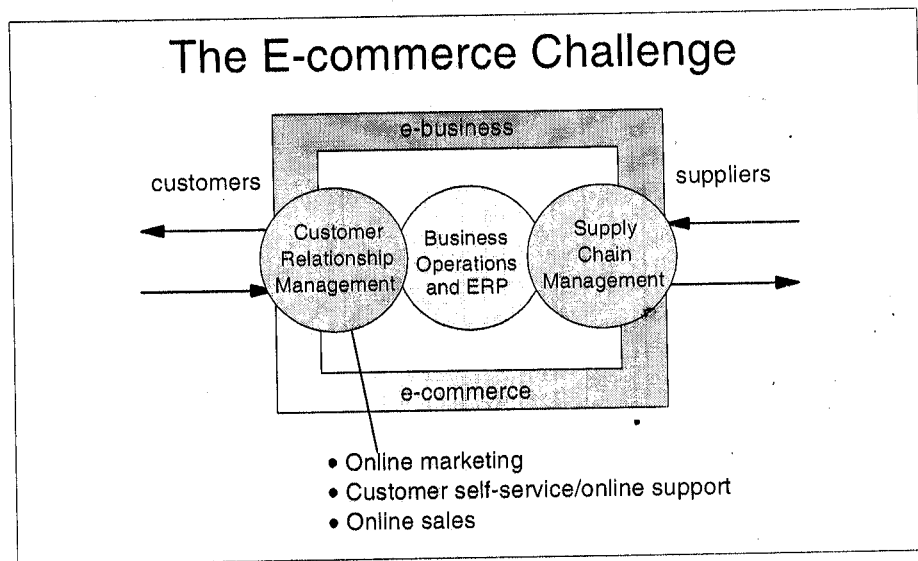 The E-commerce Challenge
e-business
customers
suppliers
Customer
Relationship
Management
Business
Operations
and ERP
Supply
Chain
Management
e-commerce
• Online marketing
• Customer self-service/online support
• Online sales